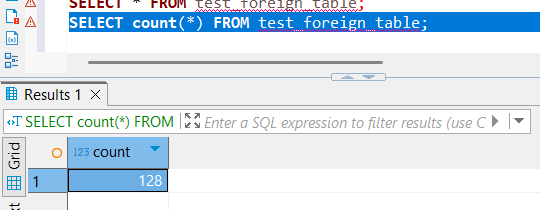 SELECT * FROM test_foreign_table;
SELECT count(*) FROM test_foreign_table;
Results 1
SELECT count(*) FROM
Enter a SQL expression to filter results (use C
Grid
123 count
1
128